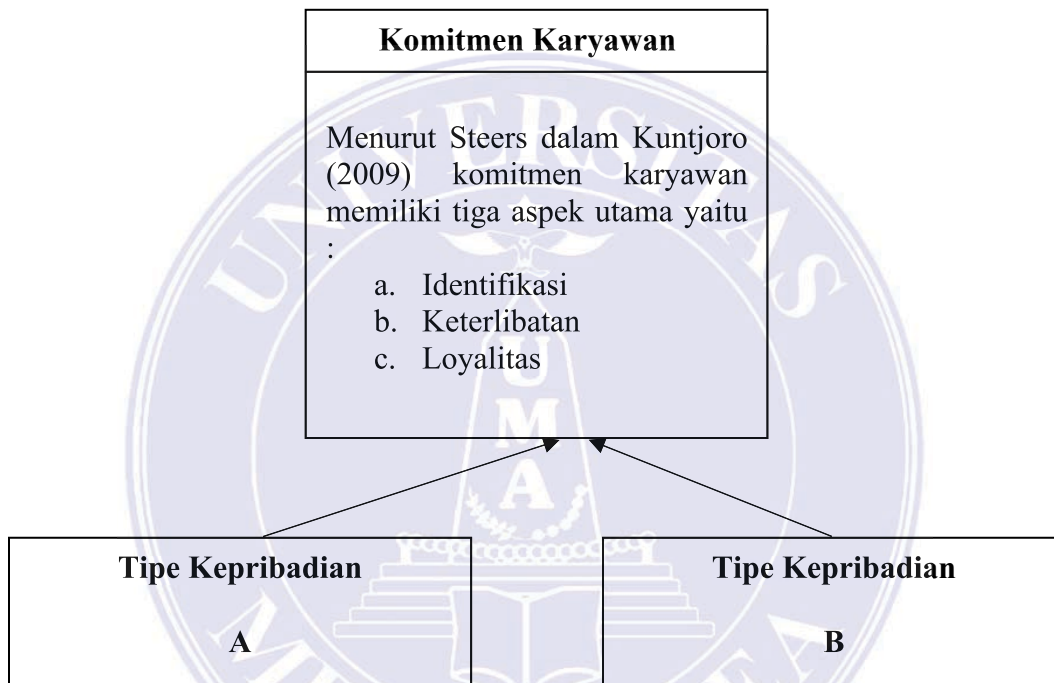 Komitmen Karyawan
Menurut Steers dalam Kuntjoro
(2009) komitmen karyawan
memiliki tiga aspek utama yaitu
:
a. Identifikasi
b. Keterlibatan
c. Loyalitas
UNIVERSITAS
U
M
A
Tipe Kepribadian
A
Tipe Kepribadian
B